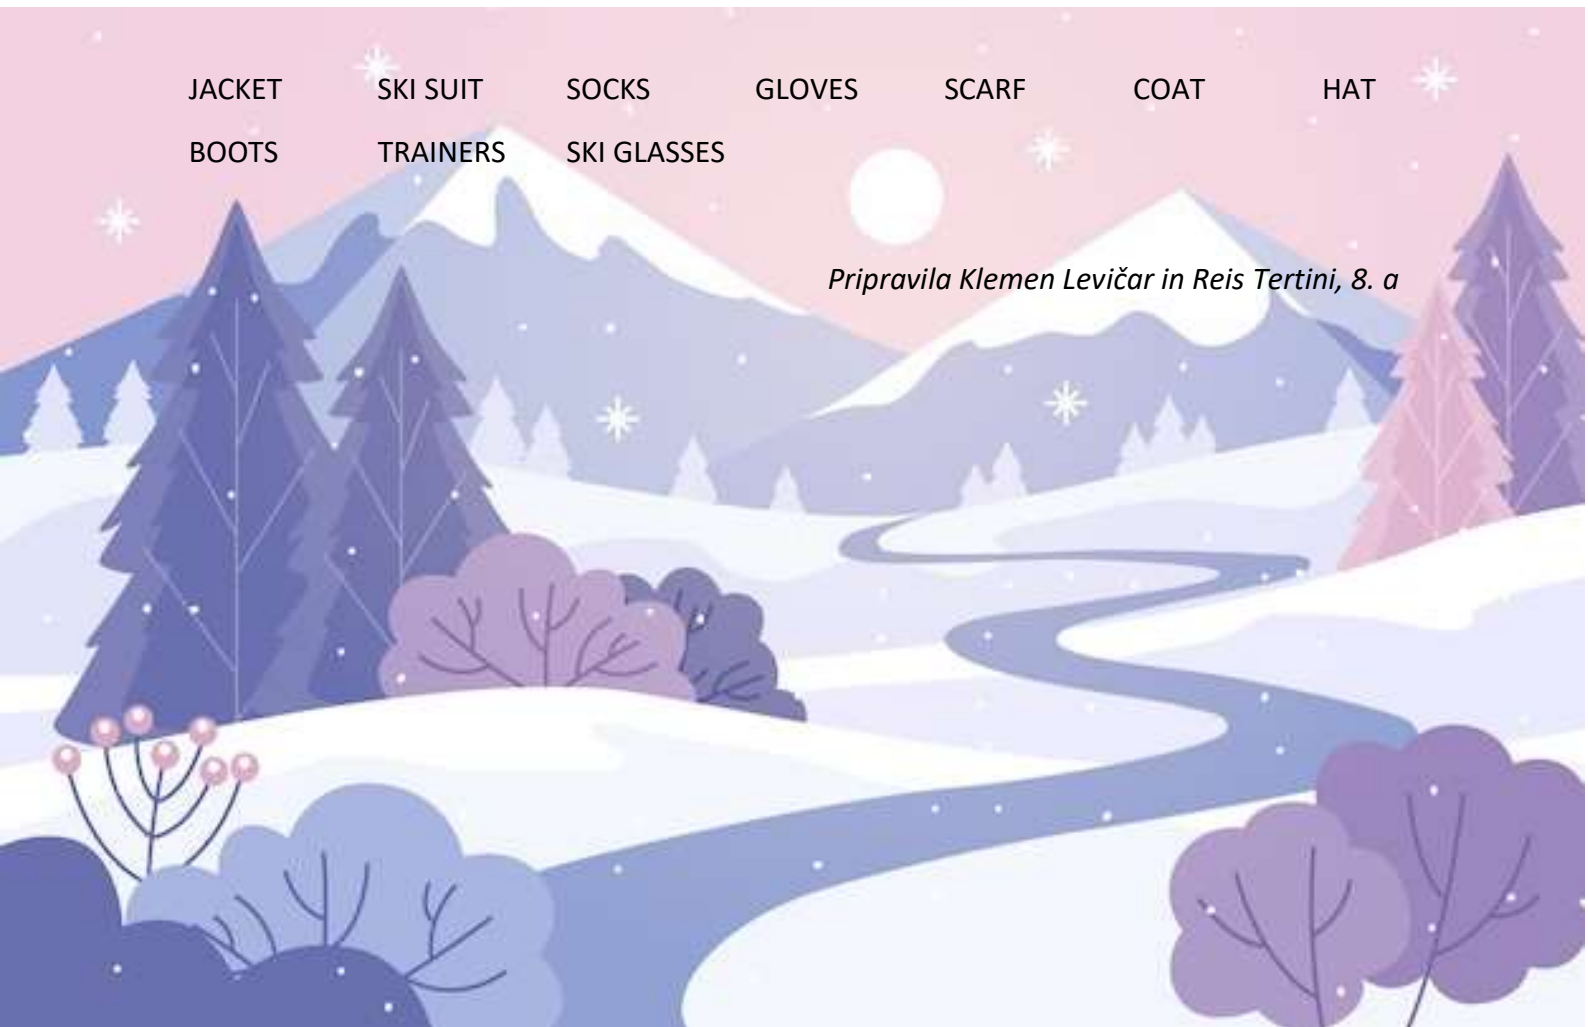 JACKET SKI SUIT SOCKS GLOVES SCARF COAT HAT
BOOTS TRAINERS SKI GLASSES
Pripravila Klemen Levičar in Reis Tertini, 8. a